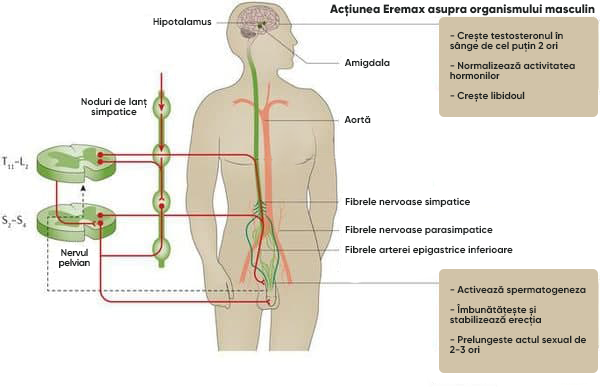 Acțiunea Eremax asupra organismului masculin
Hipotalamus
- Crește testosteronul în
sânge de cel puțin 2 ori
- Normalizează activitatea
hormonilor
- Crește libidoul
Amigdala
Noduri de lanț
simpatice
Aortă
T11-L2
Fibrele nervoase simpatice
S2-S4
Fibrele nervoase parasimpatice
Nervul
pelvian
Fibrele arterei epigastrice inferioare
- Activează spermatogeneza
- Îmbunătățește și
stabilizează erecția
- Prelungeste actul sexual de
2-3 ori